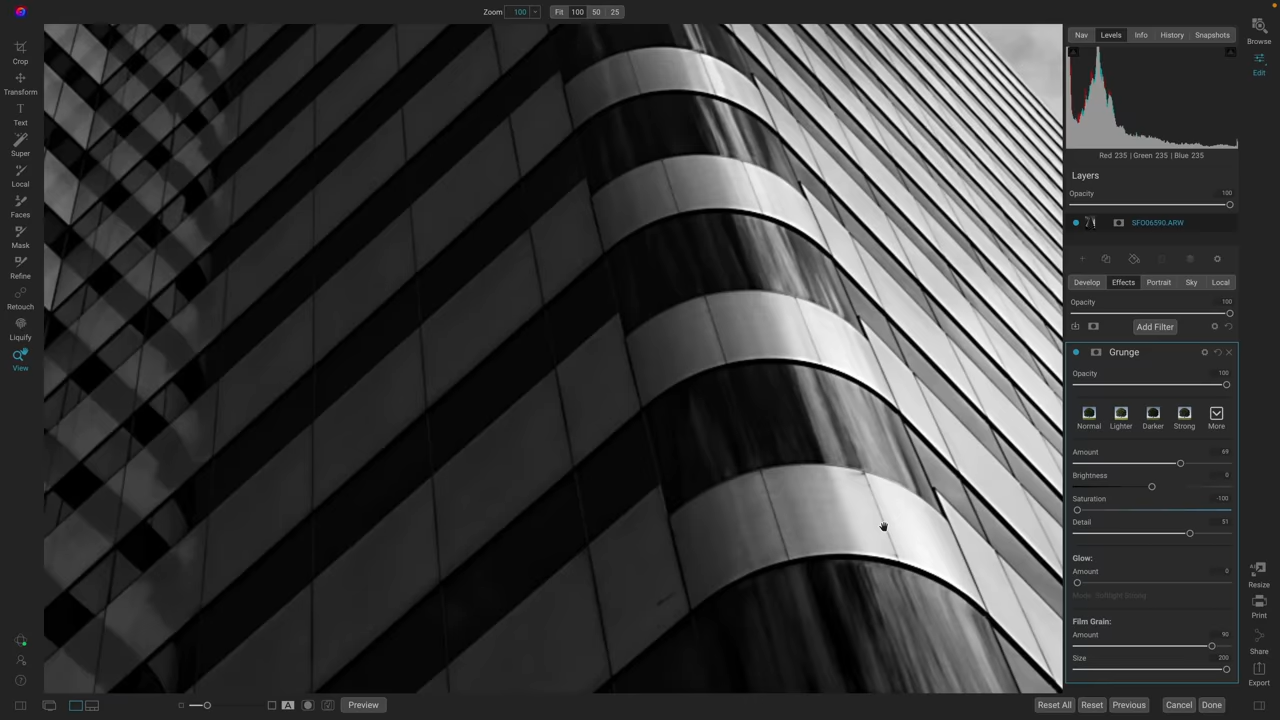 Zoom 100 Fit 100 50 25
Crop
Transform
Text
Super
Local
Faces
Mask
Refine
Retouch
Liquify
View
Nav Levels Info History Snapshots
Red 235 | Green 235 | Blue 235
Layers
Opacity 100
SFO06590.ARW
Develop Effects Portrait Sky Local
Opacity 100
Add Filter
Grunge
Opacity 100
Normal Lighter Darker Strong More
Amount 69
Brightness 0
Saturation -100
Detail 51
Glow:
Amount 0
Mode: Softlight Strong
Film Grain:
Amount 90
Size 200
Browse
Edit
Resize
Print
Share
Export
A Preview
Reset All Reset Previous Cancel Done